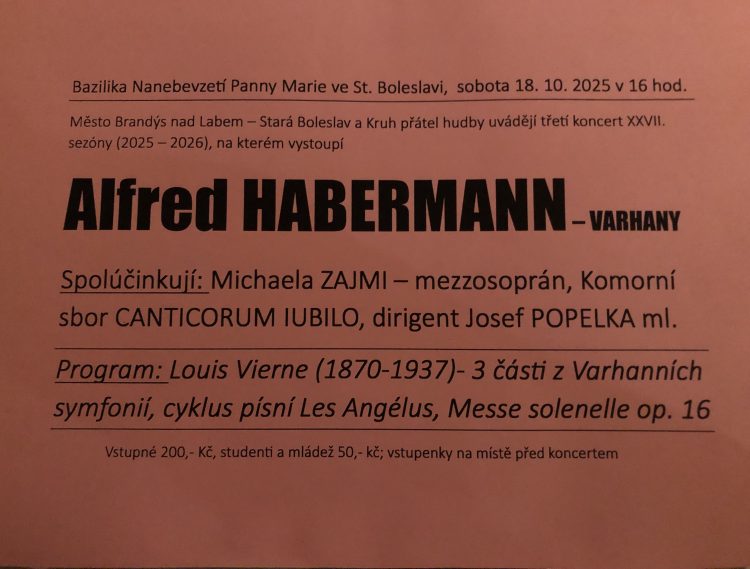 Bazilika Nanebevzetí Panny Marie ve St. Boleslavi, sobota 18. 10. 2025 v 16 hod.
Město Brandýs nad Labem – Stará Boleslav a Kruh přátel hudby uvádějí třetí koncert XXVII.
sezóny (2025 – 2026), na kterém vystoupí
Alfred HABERMANN – VARHANY
Spolúčinkují: Michaela ZAJMI – mezzosoprán, Komorní
sbor CANTICORUM IUBILO, dirigent Josef POPELKA ml.
Program: Louis Vierne (1870-1937)- 3 části z Varhanních
symfonií, cyklus písní Les Angélus, Messe solenelle op. 16
Vstupné 200,- Kč, studenti a mládež 50,- kč; vstupenky na místě před koncertem